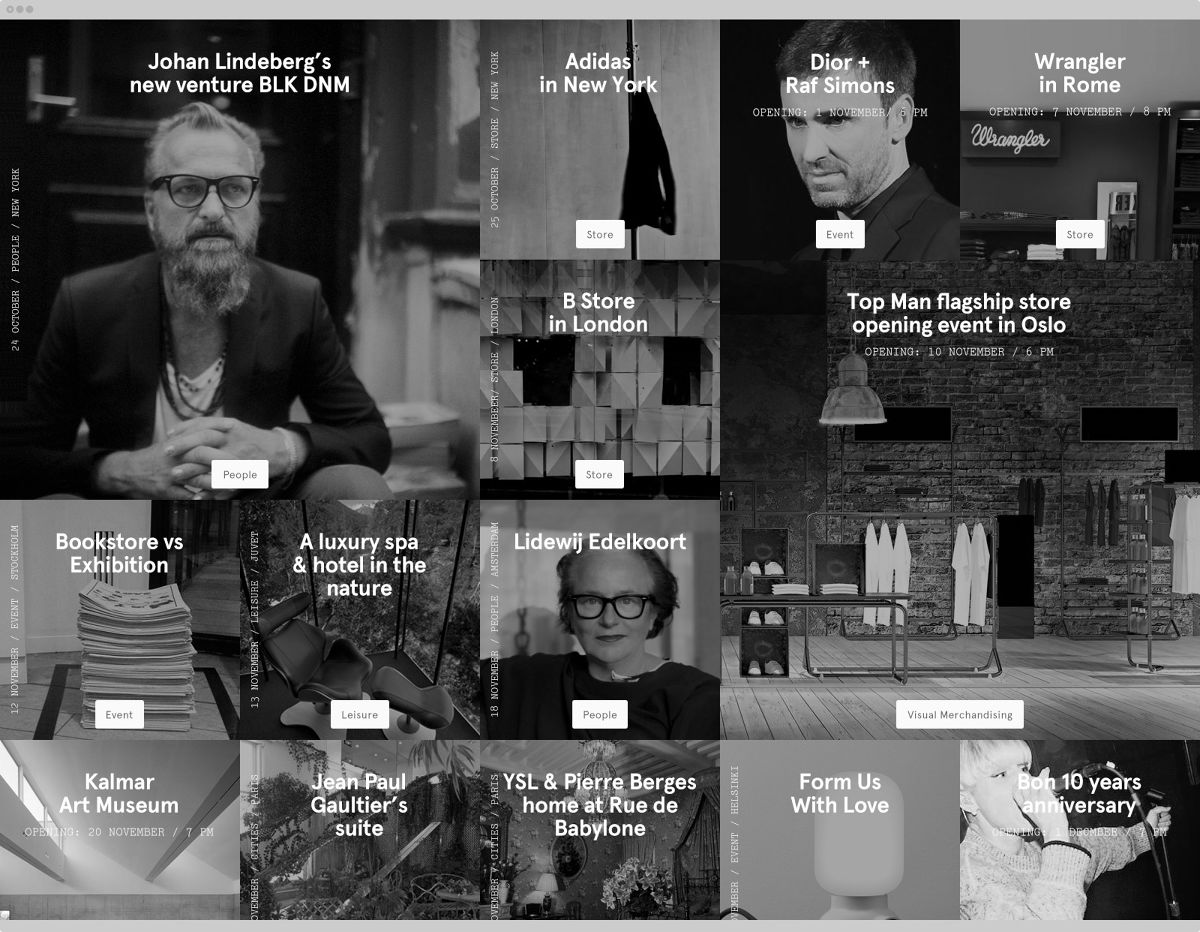 Johan Lindeberg’s
new venture BLK DNM
24 OCTOBER / PEOPLE / NEW YORK
People
Adidas
in New York
25 OCTOBER / STORE / NEW YORK
Store
Dior +
Raf Simons
OPENING: 1 NOVEMBER/ 6 PM
Event
Wrangler
in Rome
OPENING: 7 NOVEMBER / 8 PM
Wrangler
Store
B Store
in London
8 NOVEMBEER/ STORE / LONDON
Store
Top Man flagship store
opening event in Oslo
OPENING: 10 NOVEMBER / 6 PM
Visual Merchandising
Bookstore vs
Exhibition
12 NOVEMBER / EVENT / STOCKHOLM
Event
A luxury spa
& hotel in the
nature
13 NOVEMBER / LEISURE / JUVET
Leisure
Lidewij Edelkoort
18 NOVEMBER / PEOPLE / AMSTERDAM
People
Kalmar
Art Museum
OPENING: 20 NOVEMBER / 7 PM
Jean Paul
Gaultier’s
suite
OVEMBER / CITIES / PARIS
YSL & Pierre Berges
home at Rue de
Babylone
OVEMBER / CITIES / PARIS
Form Us
With Love
OVEMBER / EVENT / HELSINKI
Bon 10 years
anniversary
OPENING: 1 DECMBER / 7 PM